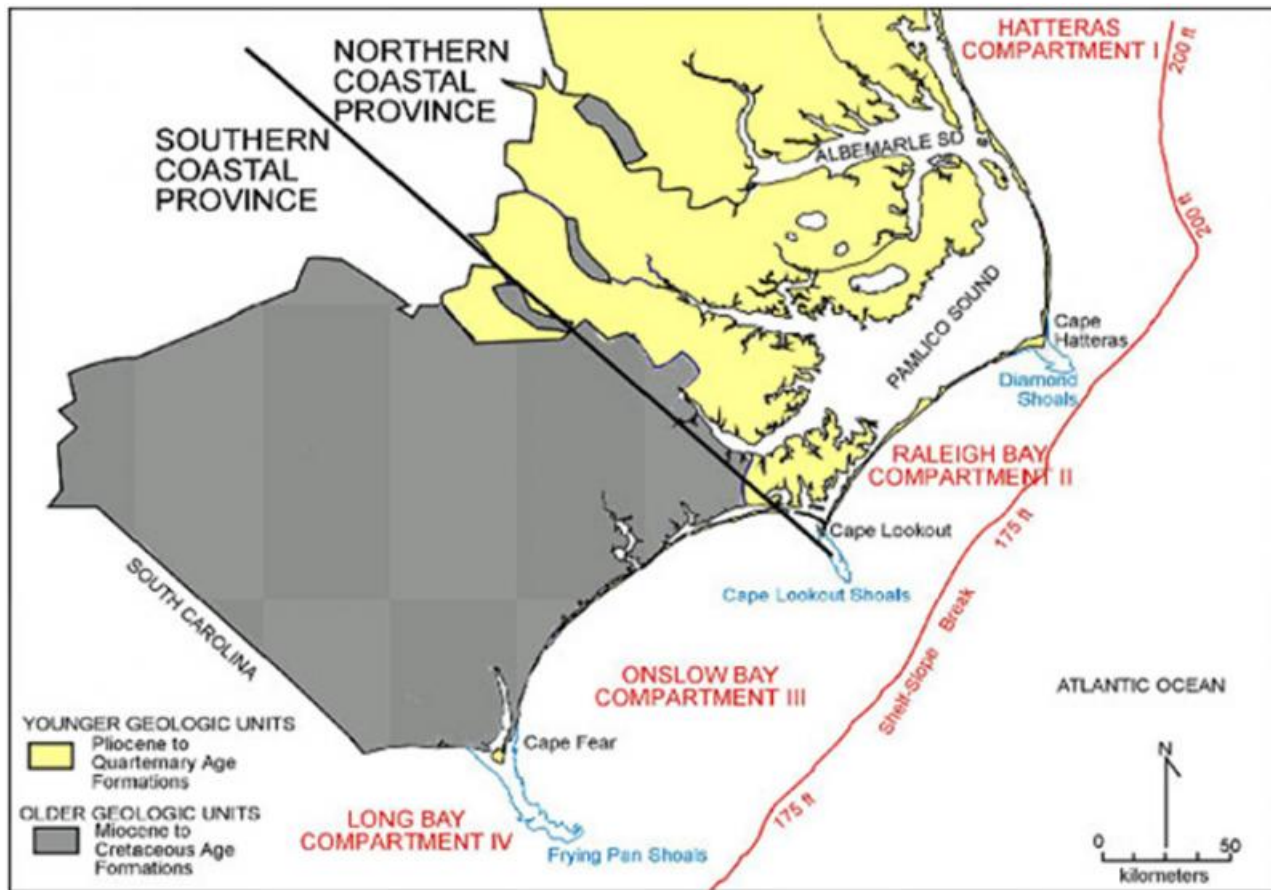 HATTERAS
COMPARTMENT I
200 ft
200 ft
NORTHERN
COASTAL
PROVINCE
SOUTHERN
COASTAL
PROVINCE
ALBEMARLE SD
PAMLICO SOUND
Cape
Hatteras
Diamond
Shoals
RALEIGH BAY
COMPARTMENT II
175 ft
Cape Lookout
Cape Lookout Shoals
Shelf-Slope Break
SOUTH CAROLINA
ONSLOW BAY
COMPARTMENT III
ATLANTIC OCEAN
YOUNGER GEOLOGIC UNITS
Pliocene to
Quarternary Age
Formations
Cape Fear
N
OLDER GEOLOGIC UNITS
Miocene to
Cretaceous Age
Formations
LONG BAY
COMPARTMENT IV
Frying Pan Shoals
175 ft
0 50
kilometers